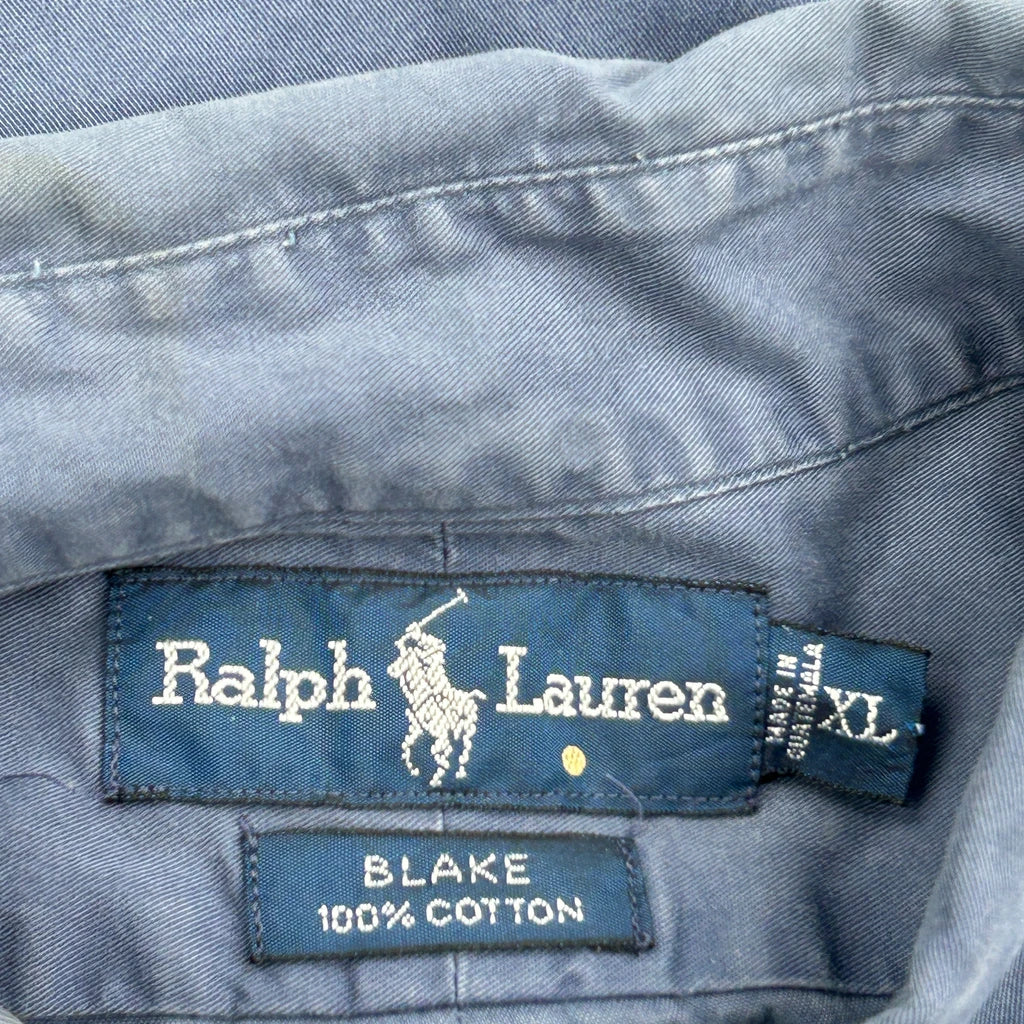 Ralph Lauren
MADE IN
GUATEMALA
XL
BLAKE
100% COTTON